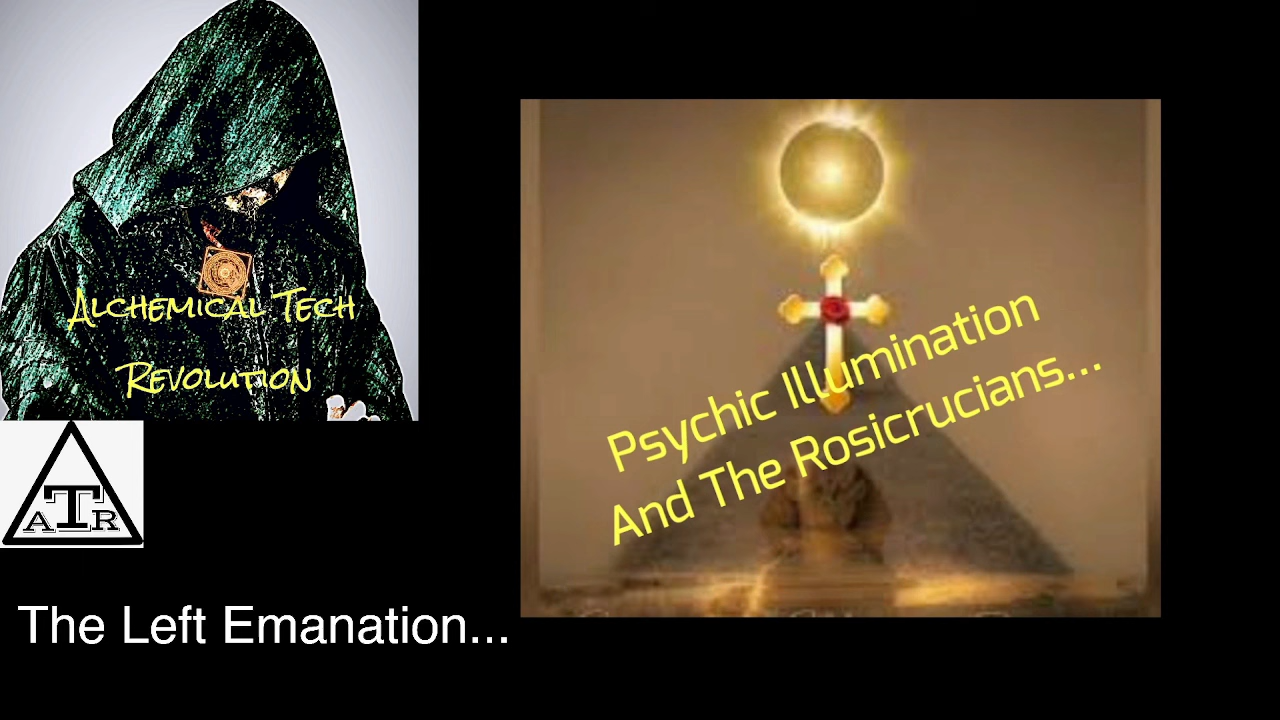 Alchemical Tech
Revolution
ATR
The Left Emanation...
Psychic Illumination
And The Rosicrucians...